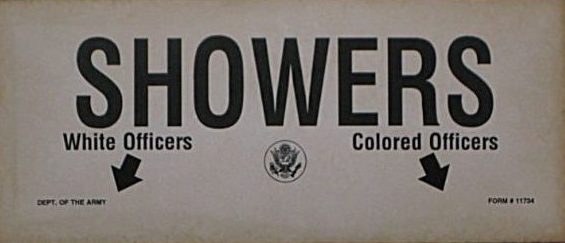 SHOWERS
White Officers Colored Officers
DEPT. OF THE ARMY FORM # 11734